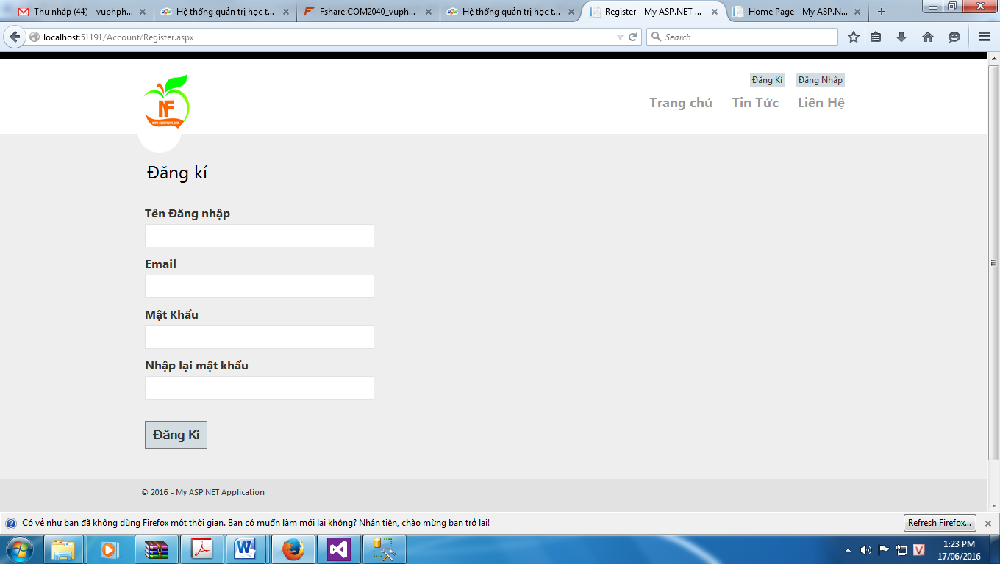 Thư nháp (44) - vuphph...
Hệ thống quản trị học t...
Fshare.COM2040_vuph...
Hệ thống quản trị học t...
Register - My ASP.NET ...
Home Page - My ASP.N...
localhost:51191/Account/Register.aspx
Search
NF
Đăng Kí
Đăng Nhập
Trang chủ
Tin Tức
Liên Hệ
Đăng kí
Tên Đăng nhập
Email
Mật Khẩu
Nhập lại mật khẩu
Đăng Kí
© 2016 - My ASP.NET Application
Có vẻ như bạn đã không dùng Firefox một thời gian. Bạn có muốn làm mới lại không? Nhân tiện, chào mừng bạn trở lại!
Refresh Firefox...
1:23 PM
17/06/2016